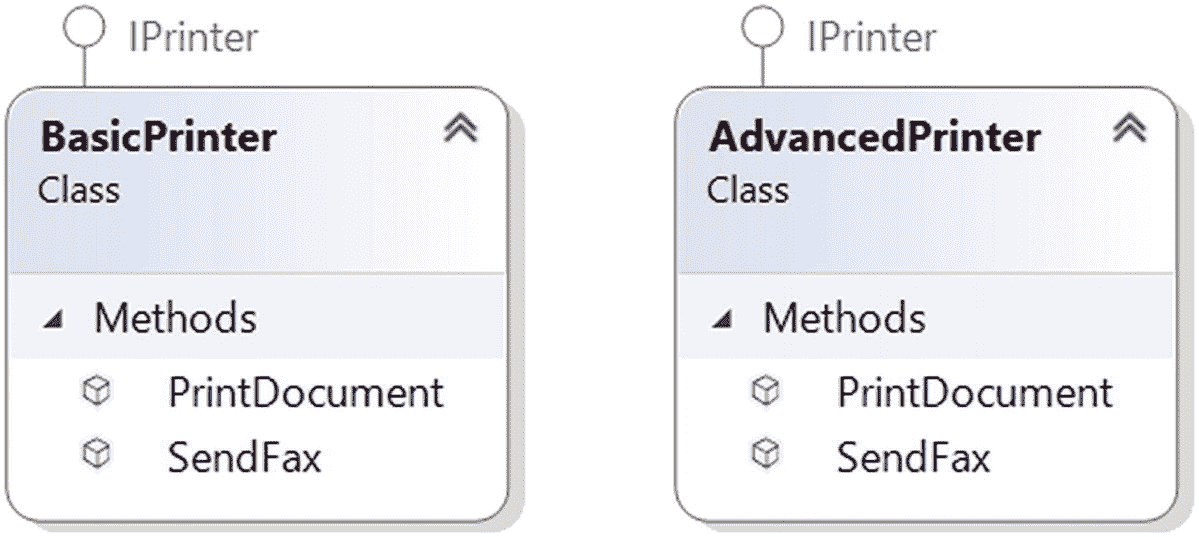 IPrinter
BasicPrinter
Class
Methods
PrintDocument
SendFax
IPrinter
AdvancedPrinter
Class
Methods
PrintDocument
SendFax